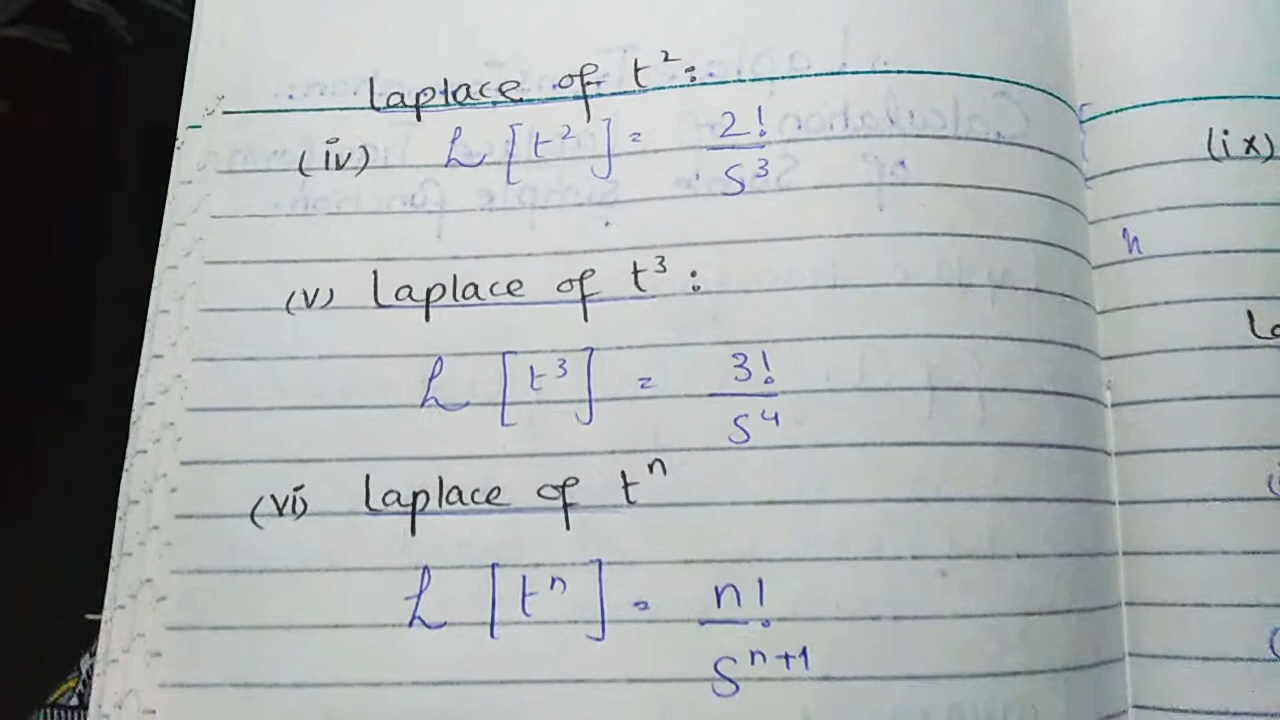 Laplace of t²:
(iv) L [t²] = 2!/S³
(v) Laplace of t³:
L [t³] = 3!/S⁴
(vi) Laplace of tⁿ
L [tⁿ] = n!/Sⁿ⁺¹
(ix)
n